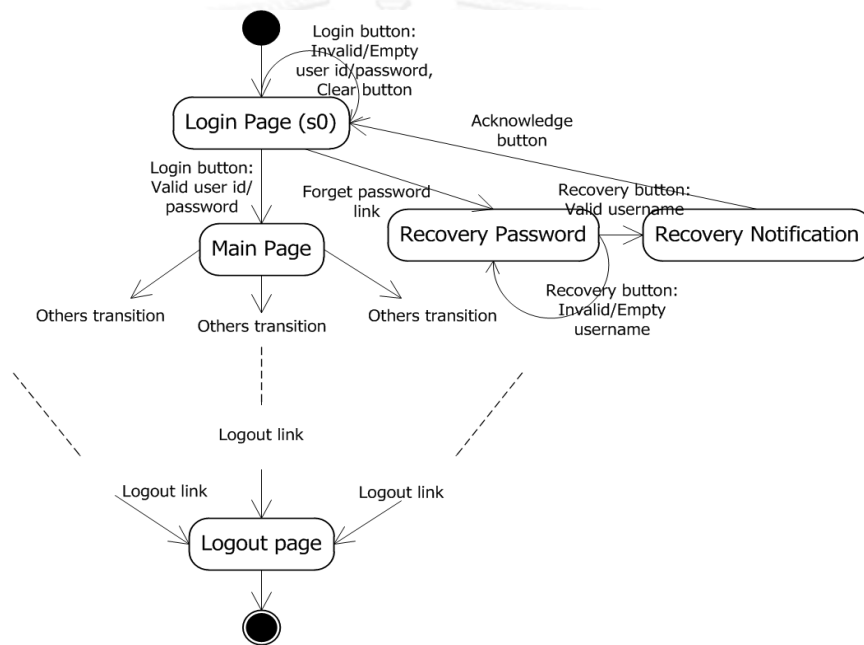 Login button:
Invalid/Empty
user id/password,
Clear button
Login Page (s0)
Acknowledge
button
Login button:
Valid user id/
password
Forget password
link
Recovery button:
Valid username
Main Page
Recovery Password
Recovery Notification
Others transition
Others transition
Others transition
Recovery button:
Invalid/Empty
username
Logout link
Logout link
Logout link
Logout page